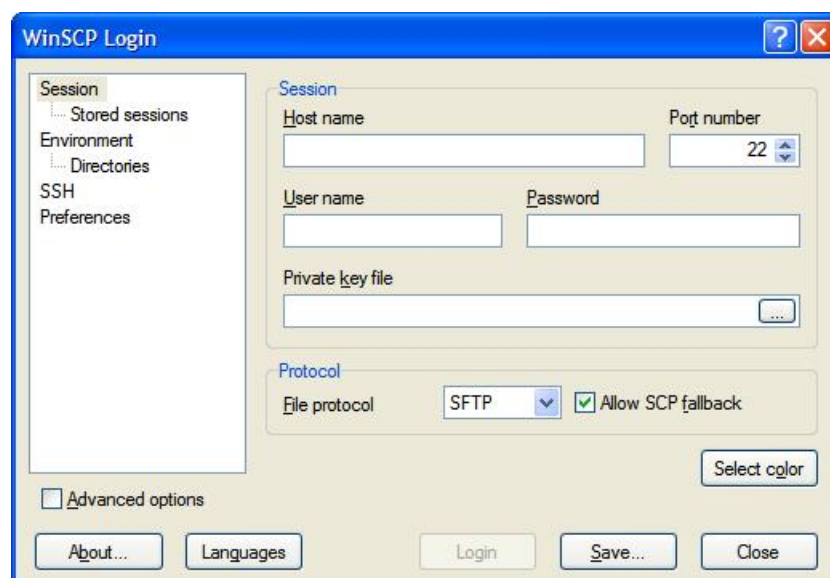 WinSCP Login
Session
Stored sessions
Environment
Directories
SSH
Preferences
Advanced options
Session
Host name
Port number
22
User name
Password
Private key file
...
Protocol
File protocol
SFTP
Allow SCP fallback
Select color
About...
Languages
Login
Save...
Close